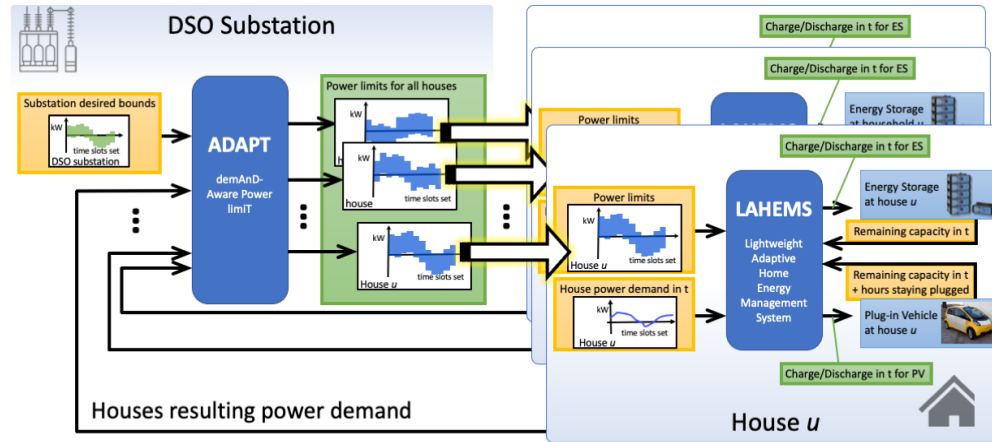 DSO Substation
Substation desired bounds
kW
time slots set
DSO substation
ADAPT
demAnD-
Aware Power
limiT
Power limits for all houses
kW
kW
time slots set
house
kW
time slots set
House u
Houses resulting power demand
Charge/Discharge in t for ES
Charge/Discharge in t for ES
Power limits
Energy Storage
at household u
Charge/Discharge in t for ES
Power limits
kW
time slots set
House u
House power demand in t
kW
time slots set
House u
LAHEMS
Lightweight
Adaptive
Home
Energy
Management
System
Energy Storage
at house u
Remaining capacity in t
Remaining capacity in t
+ hours staying plugged
Plug-in Vehicle
at house u
Charge/Discharge in t for PV
House u